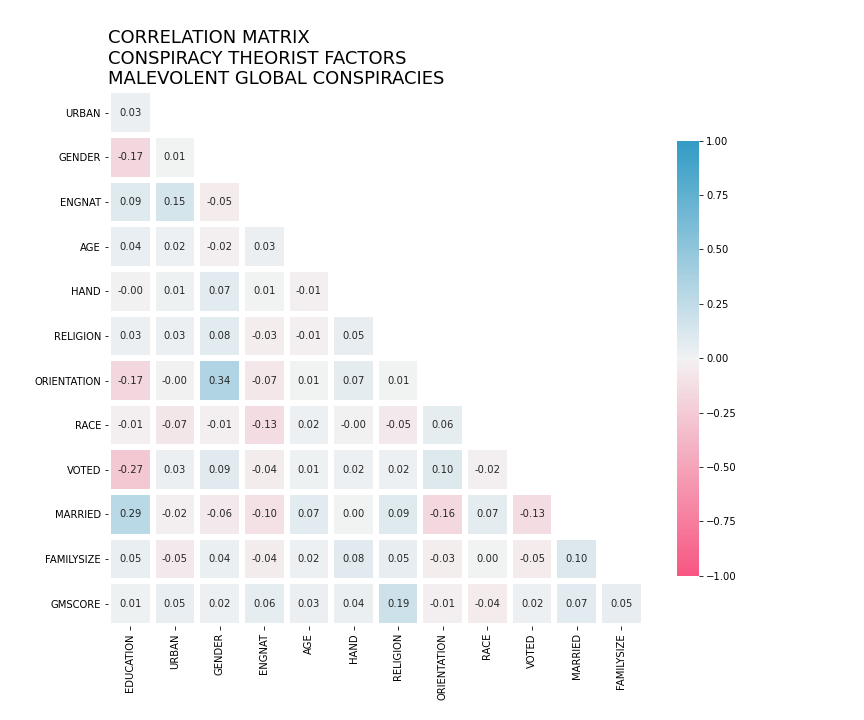 CORRELATION MATRIX
CONSPIRACY THEORIST FACTORS
MALEVOLENT GLOBAL CONSPIRACIES
URBAN 0.03
GENDER -0.17 0.01
ENGNAT 0.09 0.15 -0.05
AGE 0.04 0.02 -0.02 0.03
HAND -0.00 0.01 0.07 0.01 -0.01
RELIGION 0.03 0.03 0.08 -0.03 -0.01 0.05
ORIENTATION -0.17 -0.00 0.34 -0.07 0.01 0.07 0.01
RACE -0.01 -0.07 -0.01 -0.13 0.02 -0.00 -0.05 0.06
VOTED -0.27 0.03 0.09 -0.04 0.01 0.02 0.02 0.10 -0.02
MARRIED 0.29 -0.02 -0.06 -0.10 0.07 0.00 0.09 -0.16 0.07 -0.13
FAMILYSIZE 0.05 -0.05 0.04 -0.04 0.02 0.08 0.05 -0.03 0.00 -0.05 0.10
GMSCORE 0.01 0.05 0.02 0.06 0.03 0.04 0.19 -0.01 -0.04 0.02 0.07 0.05
EDUCATION URBAN GENDER ENGNAT AGE HAND RELIGION ORIENTATION RACE VOTED MARRIED FAMILYSIZE
1.00
0.75
0.50
0.25
0.00
−0.25
−0.50
−0.75
−1.00